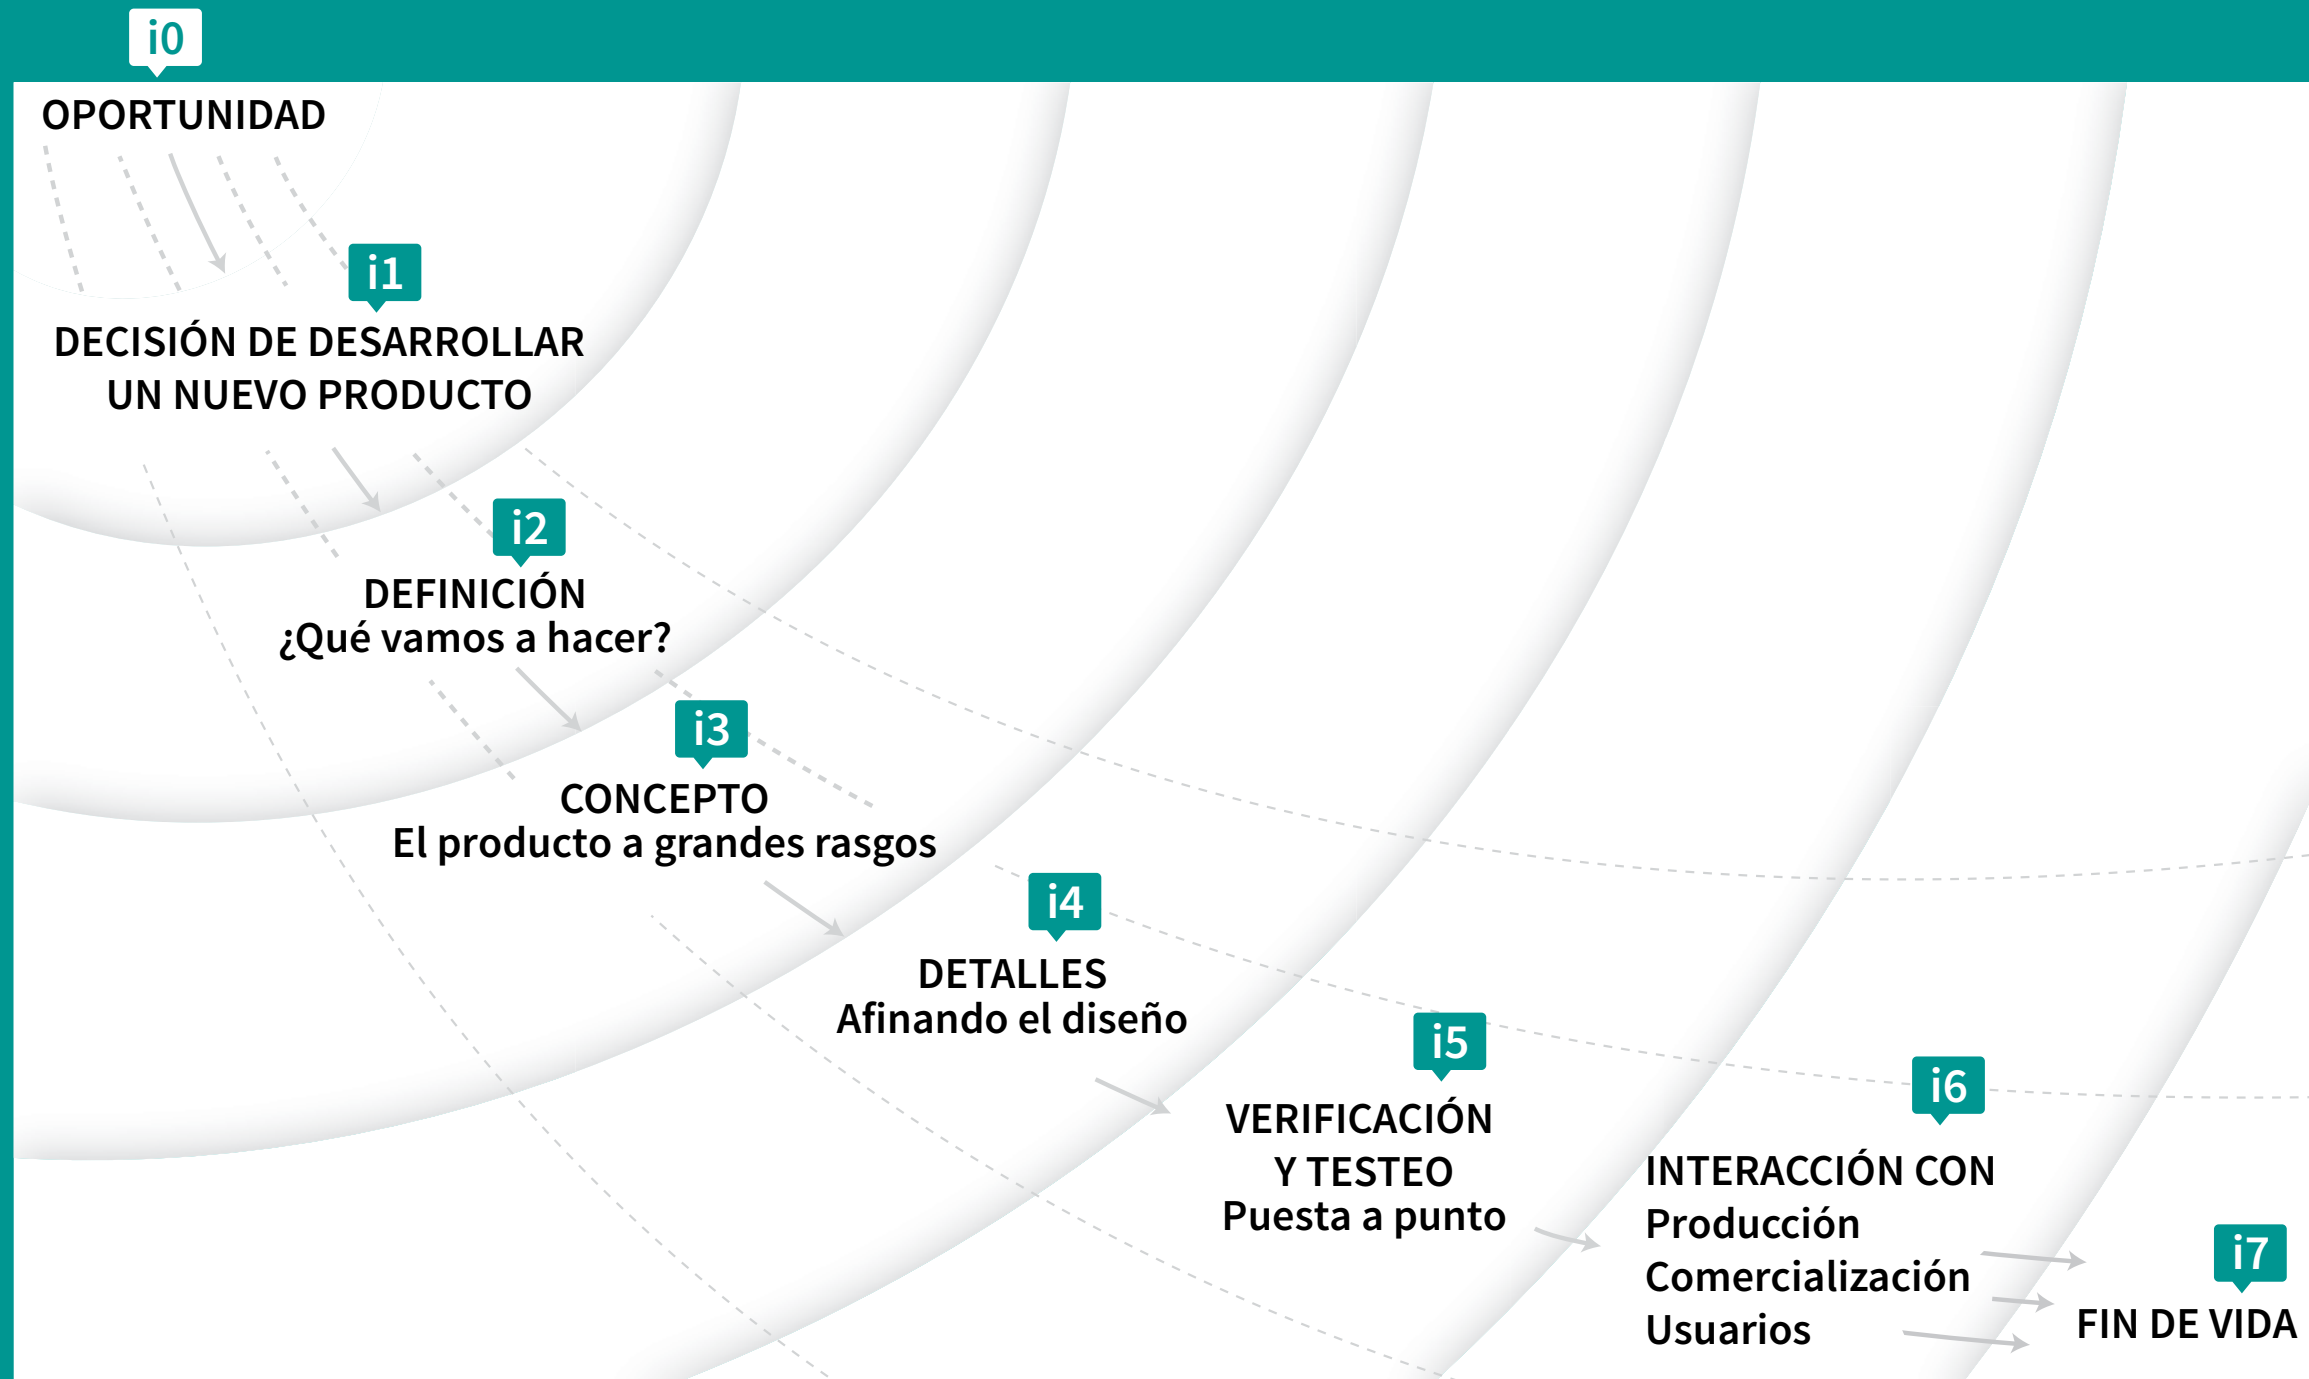 i0
OPORTUNIDAD
i1
DECISIÓN DE DESARROLLAR
UN NUEVO PRODUCTO
i2
DEFINICIÓN
¿Qué vamos a hacer?
i3
CONCEPTO
El producto a grandes rasgos
i4
DETALLES
Afinando el diseño
i5
VERIFICACIÓN
Y TESTEO
Puesta a punto
i6
INTERACCIÓN CON
Producción
Comercialización
Usuarios
i7
FIN DE VIDA